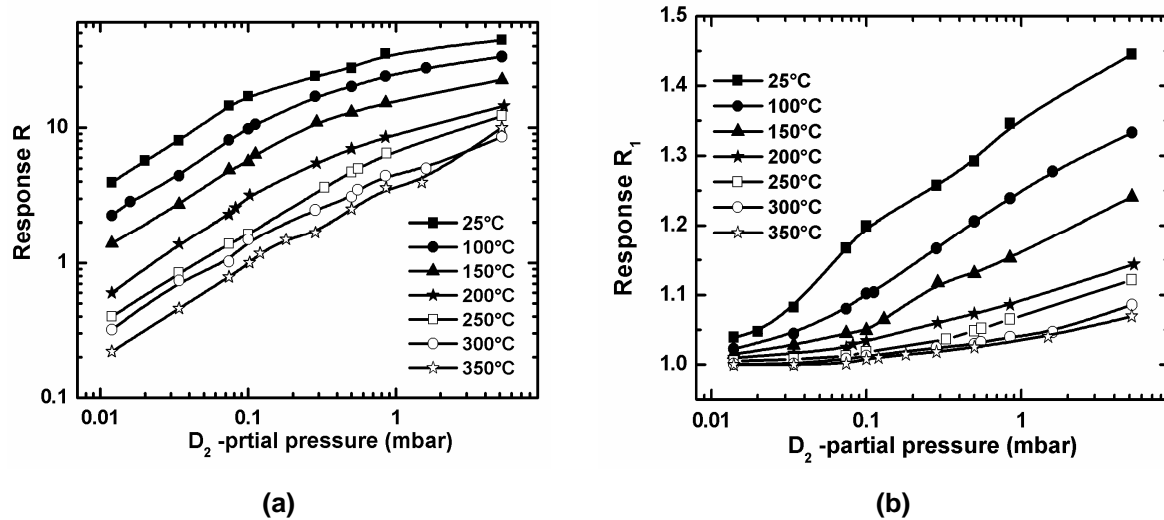 10
1
0.1
Response R
0.01
0.1
1
D2 -prtial pressure (mbar)
25°C
100°C
150°C
200°C
250°C
300°C
350°C
(a)
1.5
1.4
1.3
1.2
1.1
1.0
Response R1
0.01
0.1
1
D2 -partial pressure (mbar)
25°C
100°C
150°C
200°C
250°C
300°C
350°C
(b)